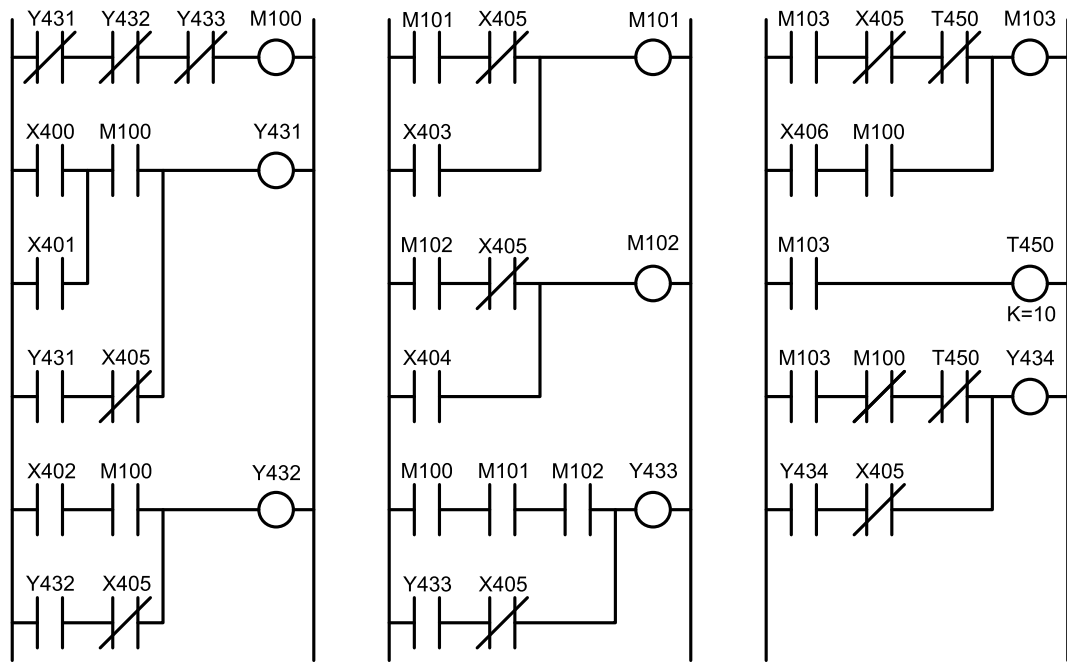 Y431 Y432 Y433 M100
X400 M100 Y431
X401
Y431 X405
X402 M100 Y432
Y432 X405
M101 X405 M101
X403
M102 X405 M102
X404
M100 M101 M102 Y433
Y433 X405
M103 X405 T450 M103
X406 M100
M103 T450
K=10
M103 M100 T450 Y434
Y434 X405